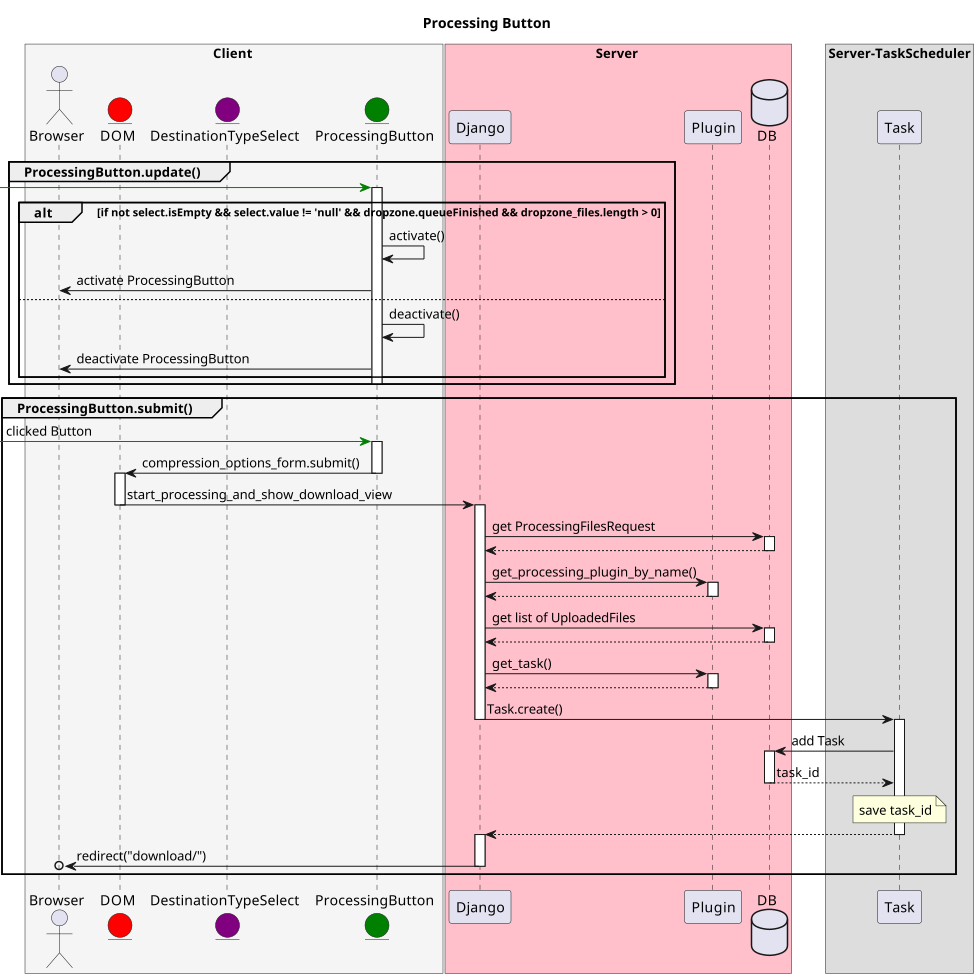 Processing Button
Client
Server
Server-TaskScheduler
Browser
DOM
DestinationTypeSelect
ProcessingButton
Django
Plugin
DB
Task
ProcessingButton.update()
alt
[if not select.isEmpty && select.value != 'null' && dropzone.queueFinished && dropzone_files.length > 0]
activate()
activate ProcessingButton
deactivate()
deactivate ProcessingButton
ProcessingButton.submit()
clicked Button
compression_options_form.submit()
start_processing_and_show_download_view
get ProcessingFilesRequest
get_processing_plugin_by_name()
get list of UploadedFiles
get_task()
Task.create()
add Task
task_id
save task_id
redirect("download/")
Browser
DOM
DestinationTypeSelect
ProcessingButton
Django
Plugin
DB
Task